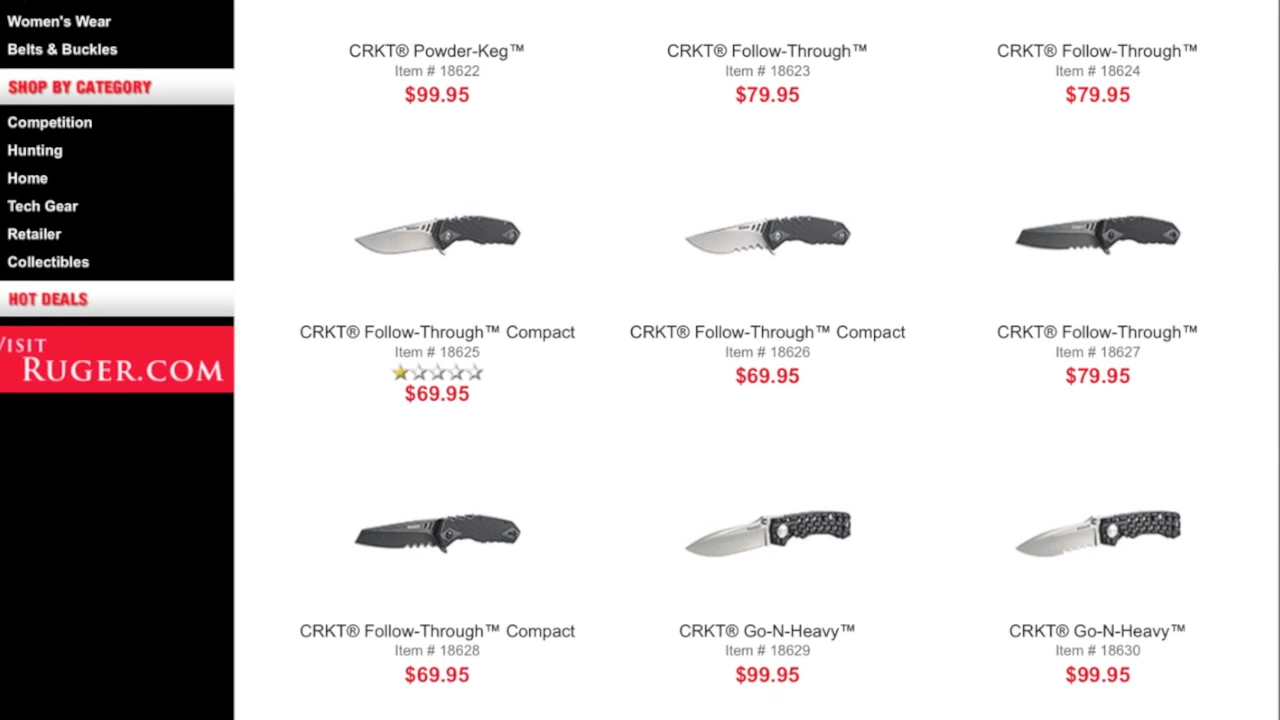 Women's Wear
Belts & Buckles
SHOP BY CATEGORY
Competition
Hunting
Home
Tech Gear
Retailer
Collectibles
HOT DEALS
VISIT
RUGER.COM
CRKT® Powder-Keg™
Item # 18622
$99.95
CRKT® Follow-Through™
Item # 18623
$79.95
CRKT® Follow-Through™
Item # 18624
$79.95
CRKT® Follow-Through™ Compact
Item # 18625
$69.95
CRKT® Follow-Through™ Compact
Item # 18626
$69.95
CRKT® Follow-Through™
Item # 18627
$79.95
CRKT® Follow-Through™ Compact
Item # 18628
$69.95
CRKT® Go-N-Heavy™
Item # 18629
$99.95
CRKT® Go-N-Heavy™
Item # 18630
$99.95